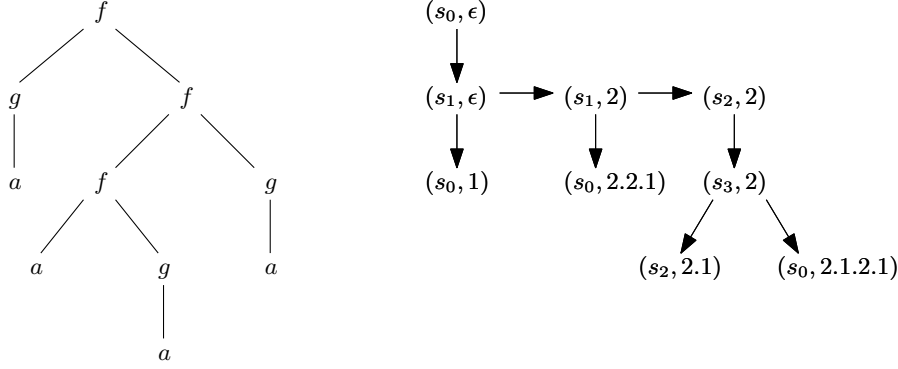 f (s₀, ϵ)
g f (s₁, ϵ) (s₁, 2) (s₂, 2)
a f g (s₀, 1) (s₀, 2.2.1) (s₃, 2)
a g a (s₂, 2.1) (s₀, 2.1.2.1)
a